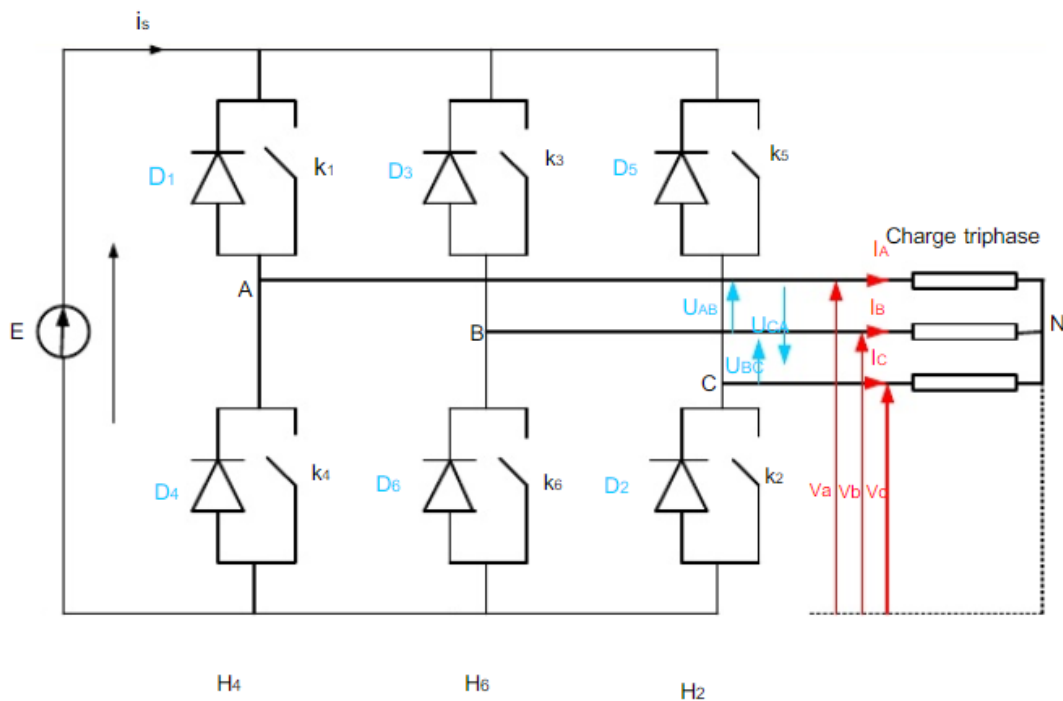 is
D1
k1
D3
k3
D5
k5
Charge triphase
IA
A
E
UAB
IB
B
UCA
N
UBC
IC
C
D4
k4
D6
k6
D2
k2
Va
Vb
Vc
H4
H6
H2